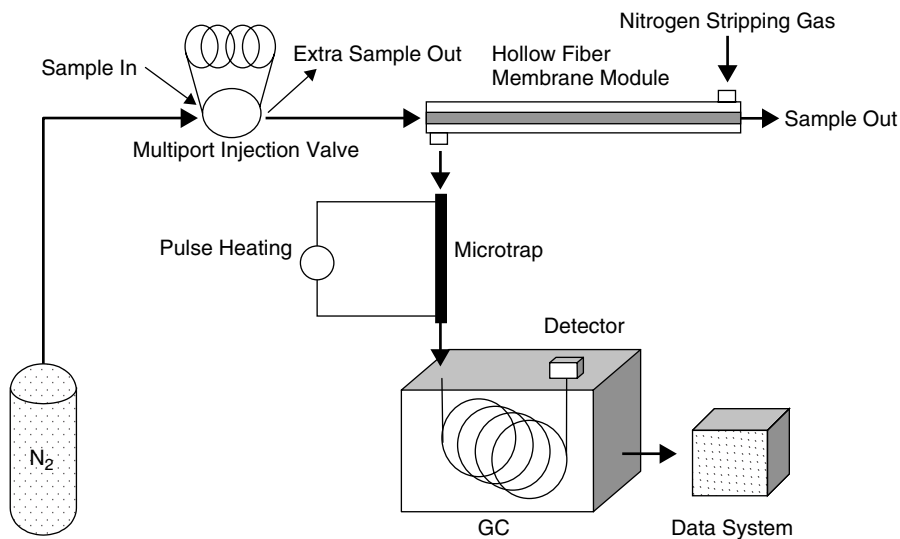 Nitrogen Stripping Gas
Sample In
Extra Sample Out
Hollow Fiber
Membrane Module
Sample Out
Multiport Injection Valve
Pulse Heating
Microtrap
Detector
N₂
GC
Data System